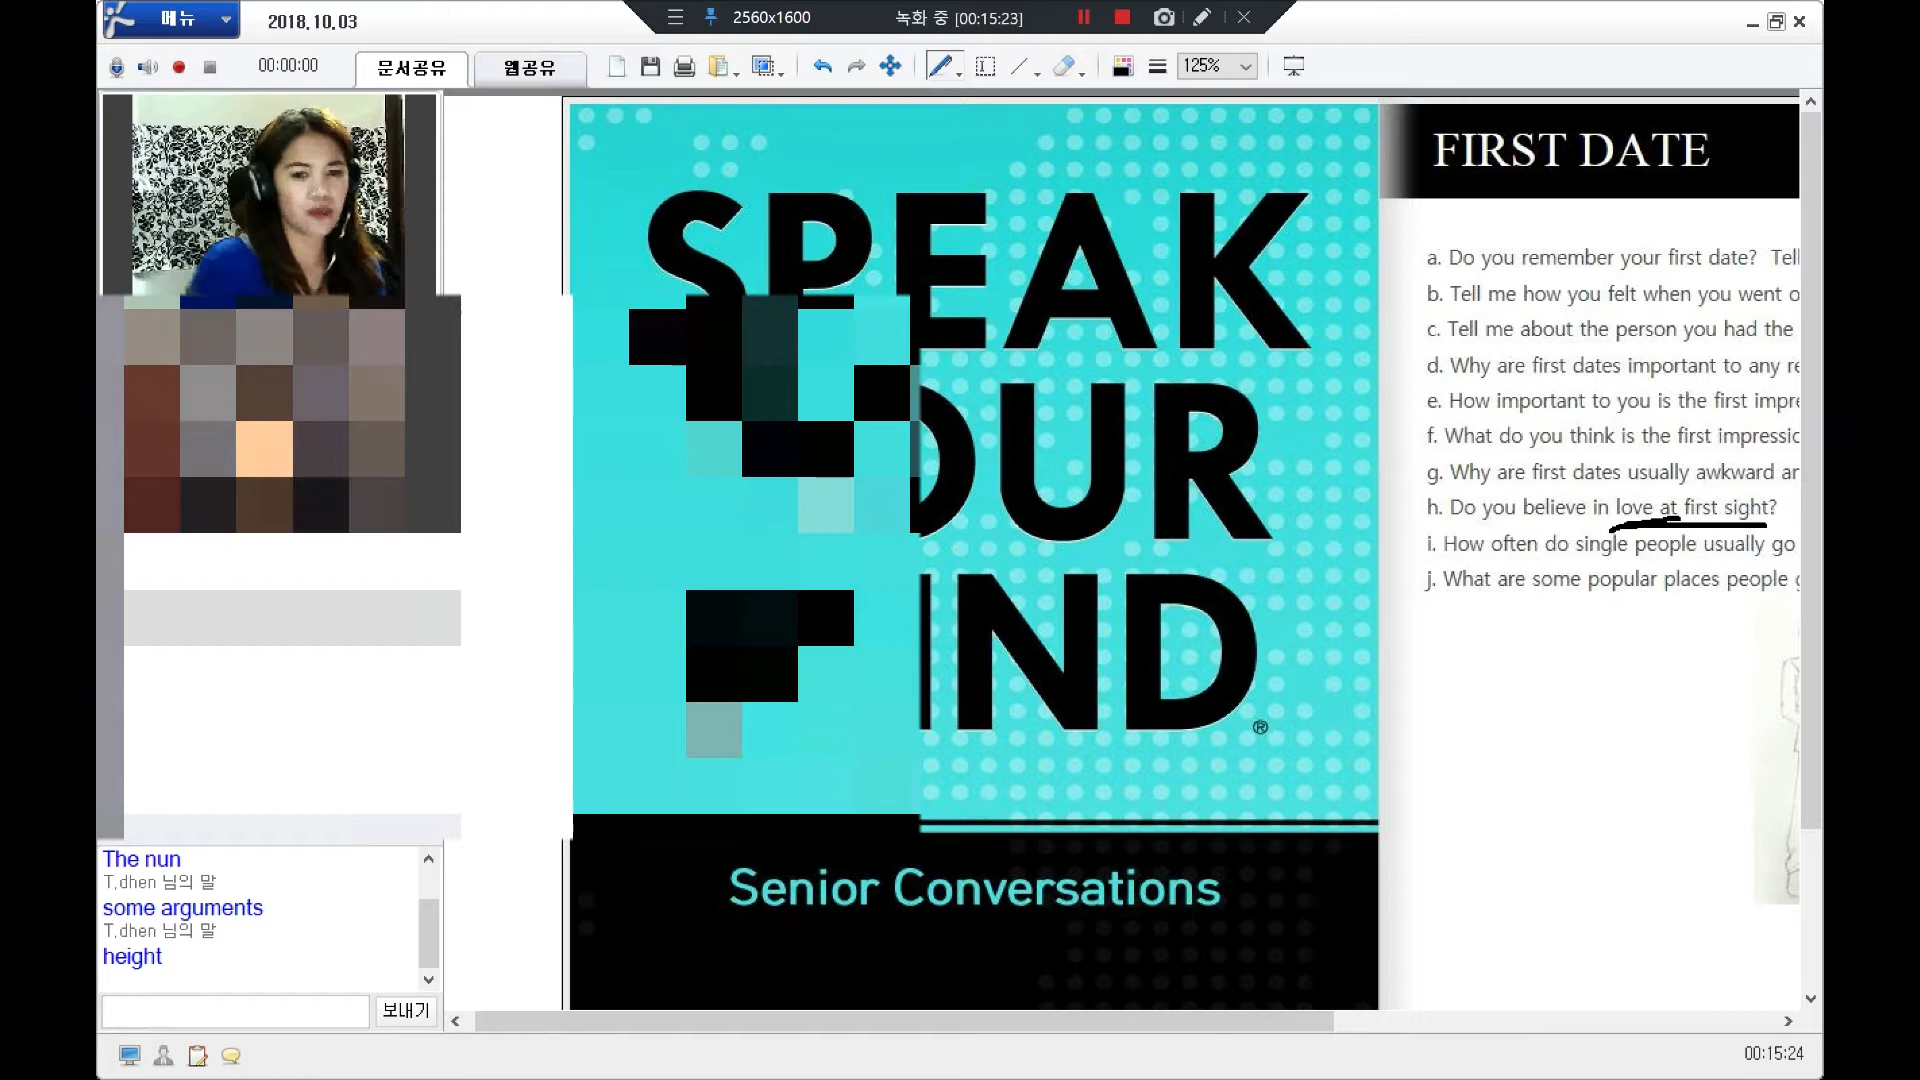 메뉴
2018.10.03
2560x1600
녹화 중 [00:15:23]
00:00:00
문서공유
웹공유
125%
SPEAK
OUR
IND®
Senior Conversations
FIRST DATE
a. Do you remember your first date? Tell
b. Tell me how you felt when you went o
c. Tell me about the person you had the
d. Why are first dates important to any re
e. How important to you is the first impre
f. What do you think is the first impressio
g. Why are first dates usually awkward an
h. Do you believe in love at first sight?
i. How often do single people usually go
j. What are some popular places people g
The nun
T.dhen 님의 말
some arguments
T.dhen 님의 말
height
보내기
00:15:24